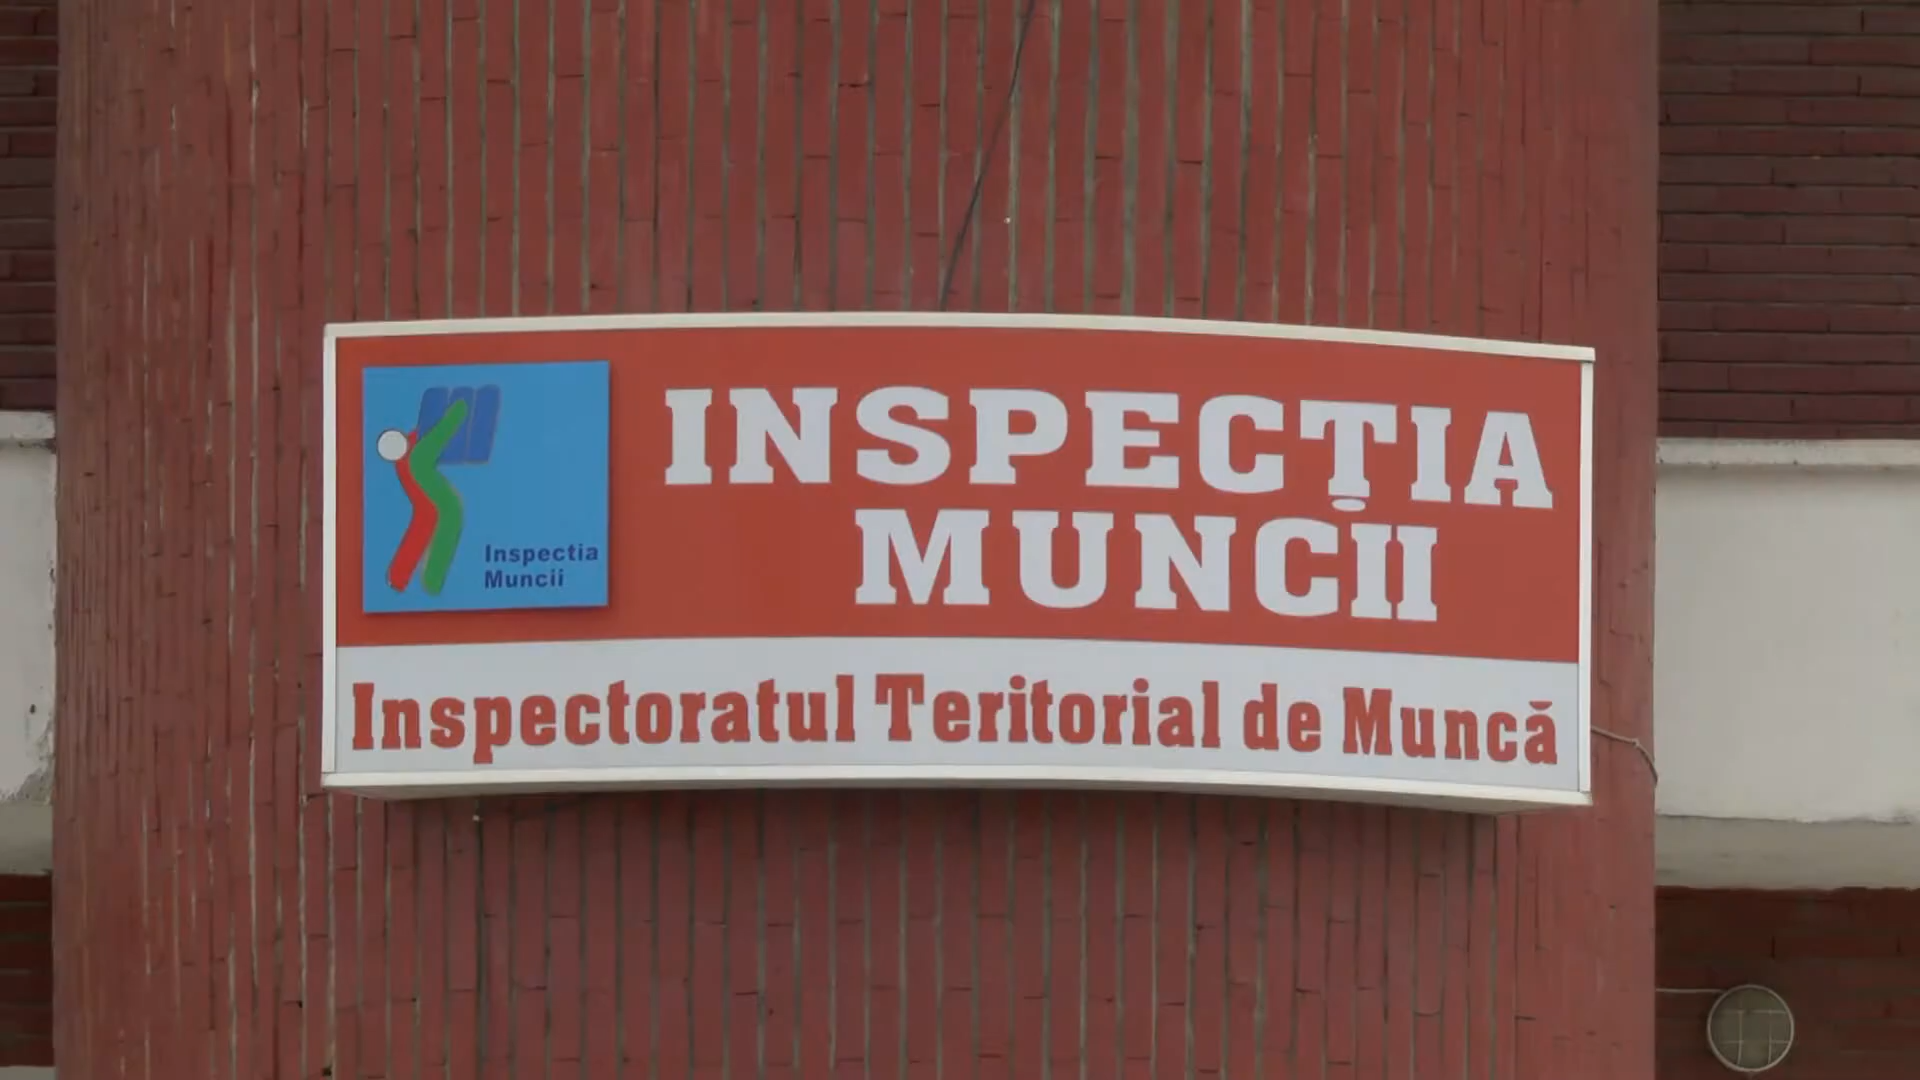 INSPECȚIA
MUNCII
Inspectia
Muncii
Inspectoratul Teritorial de Muncă